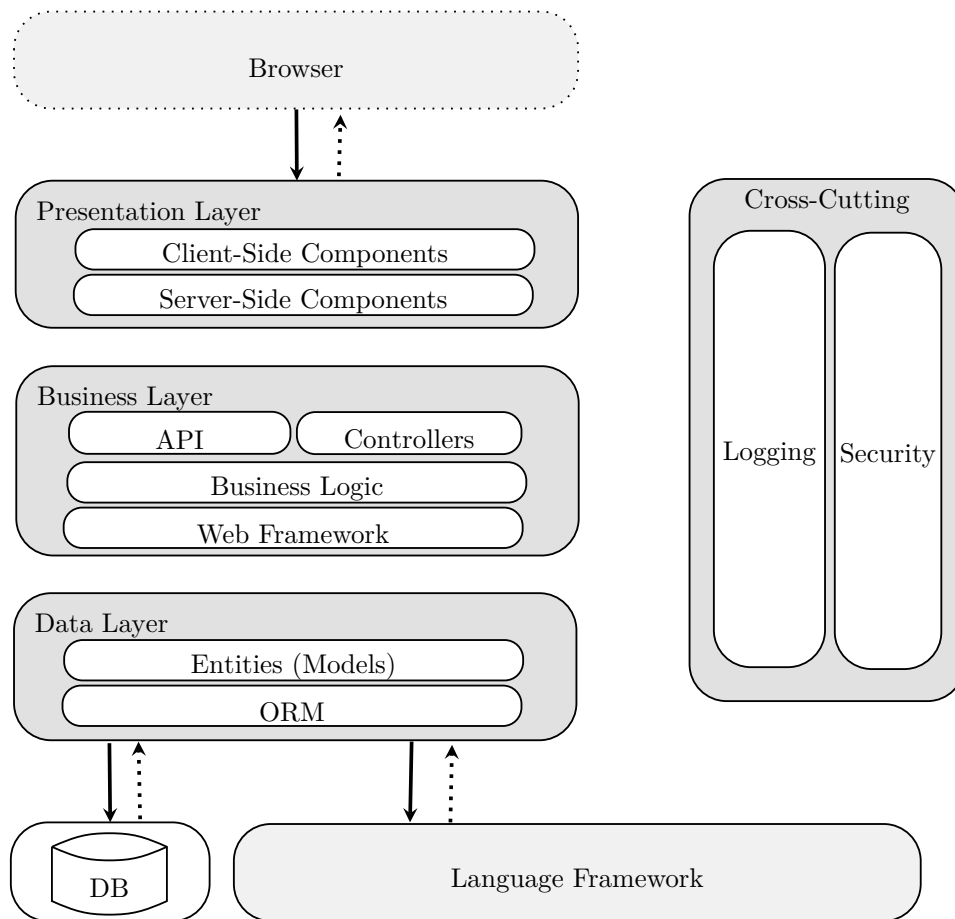 Browser
Presentation Layer
Client-Side Components
Server-Side Components
Business Layer
API
Controllers
Business Logic
Web Framework
Data Layer
Entities (Models)
ORM
DB
Language Framework
Cross-Cutting
Logging
Security